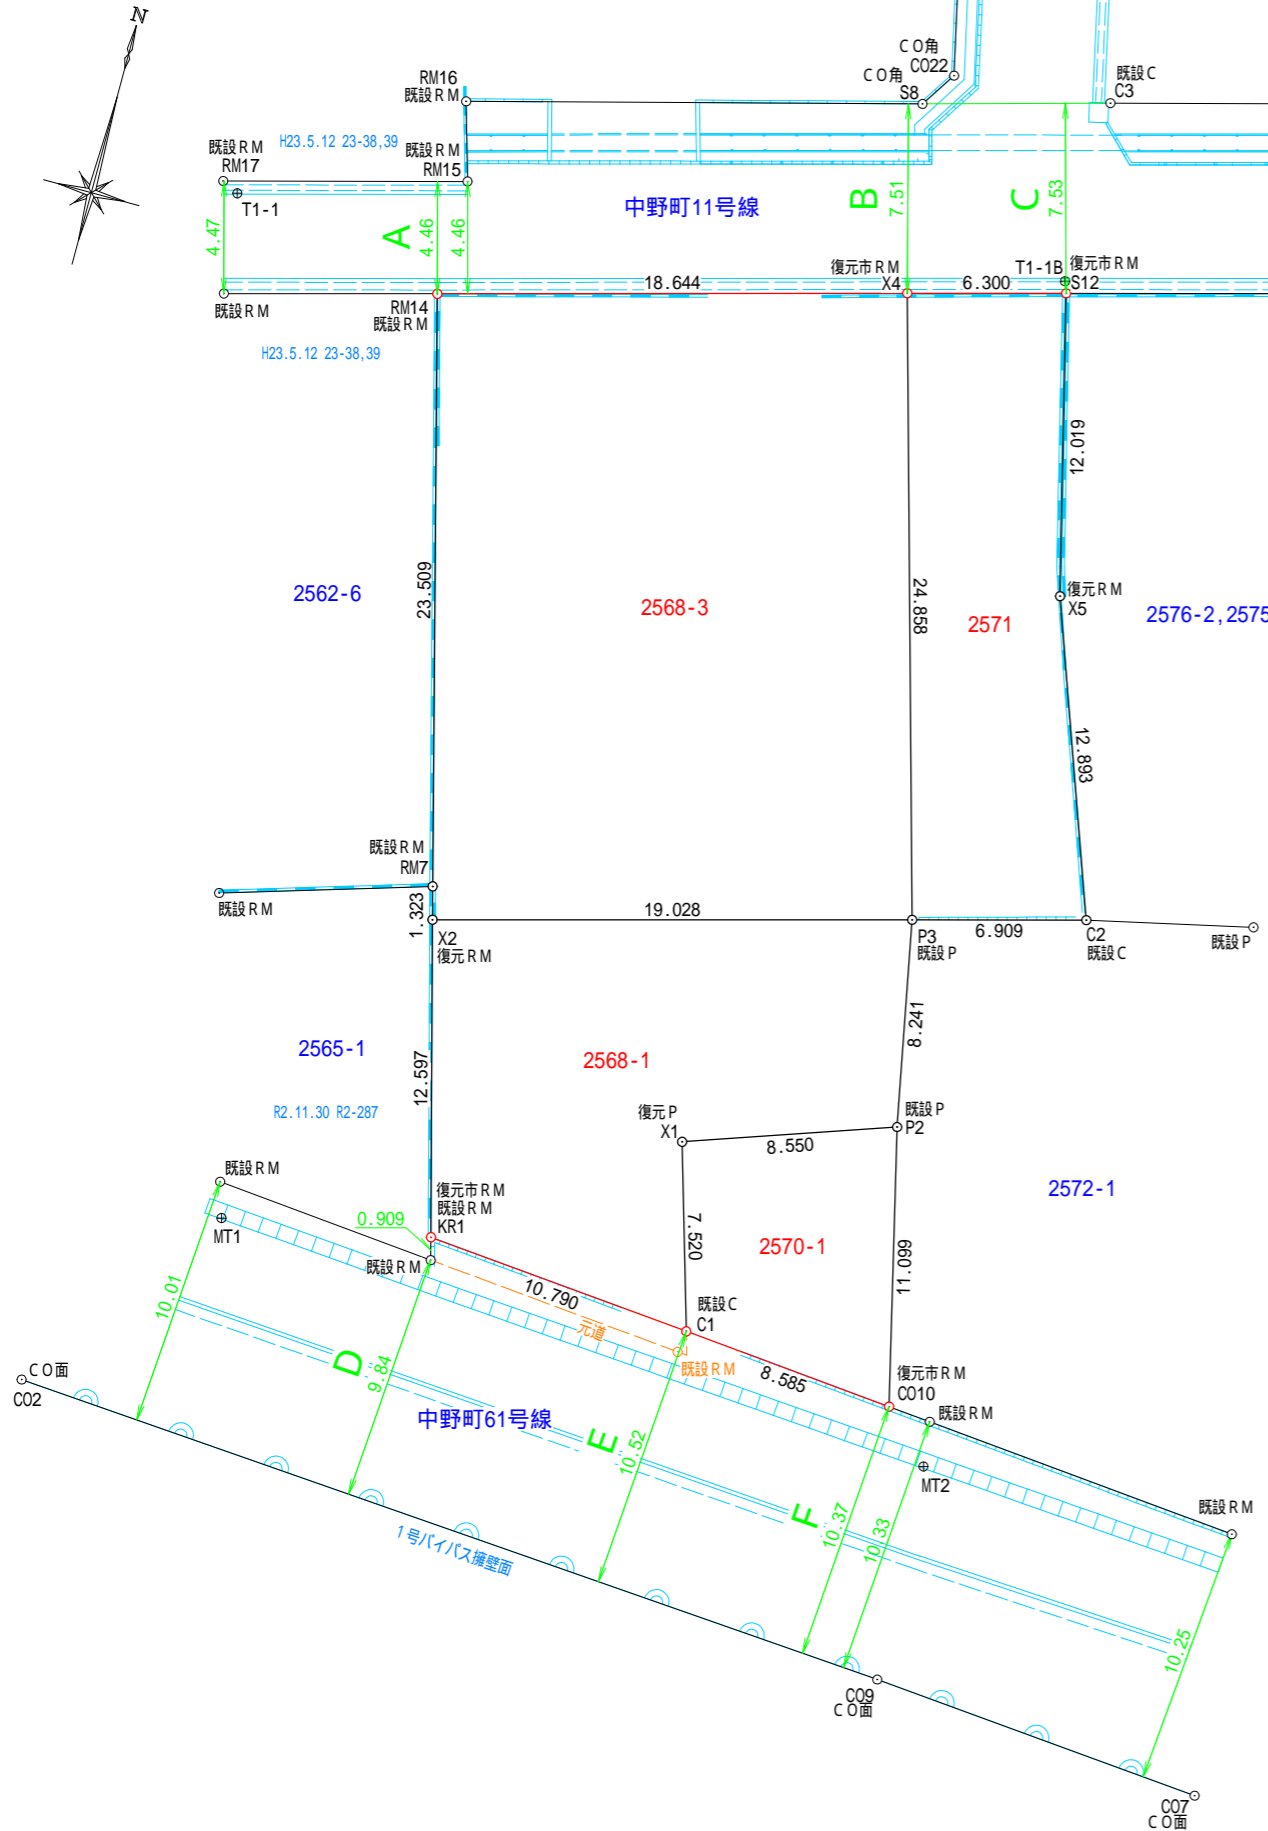 N
CO角
CO22
CO角
S8
既設C
C3
RM16
既設RM
H23.5.12 23-38,39
既設RM
RM17
既設RM
RM15
T1-1
中野町11号線
4.47
A
4.46
4.46
B
7.51
C
7.53
既設RM
RM14
既設RM
18.644
復元市RM
X4
6.300
T1-1B
復元市RM
S12
H23.5.12 23-38,39
12.019
2562-6
23.509
2568-3
24.858
2571
復元RM
X5
2576-2,2575
12.893
既設RM
RM7
既設RM
1.323
X2
復元RM
19.028
P3
既設P
6.909
C2
既設C
既設P
8.241
2565-1
2568-1
12.597
R2.11.30 R2-287
復元P
X1
8.550
既設P
P2
2572-1
既設RM
MT1
復元市RM
既設RM
KR1
0.909
既設RM
7.520
2570-1
11.099
10.01
10.790
元道
既設C
C1
既設RM
8.585
復元市RM
CO10
既設RM
CO面
CO2
D
9.84
中野町61号線
E
10.52
F
10.37
10.33
MT2
既設RM
1号バイパス擁壁面
10.25
CO9
CO面
CO7
CO面